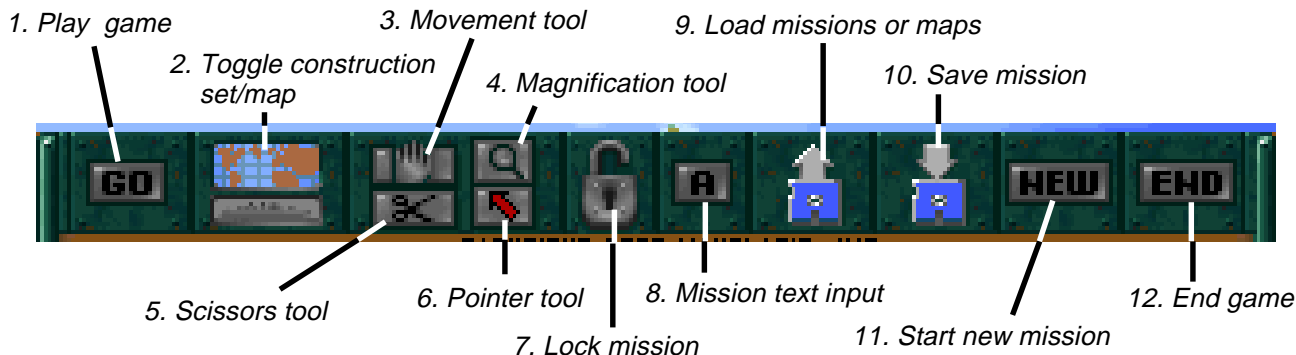 1. Play game
2. Toggle construction
set/map
3. Movement tool
4. Magnification tool
9. Load missions or maps
10. Save mission
GO
A
NEW
END
5. Scissors tool
6. Pointer tool
7. Lock mission
8. Mission text input
11. Start new mission
12. End game